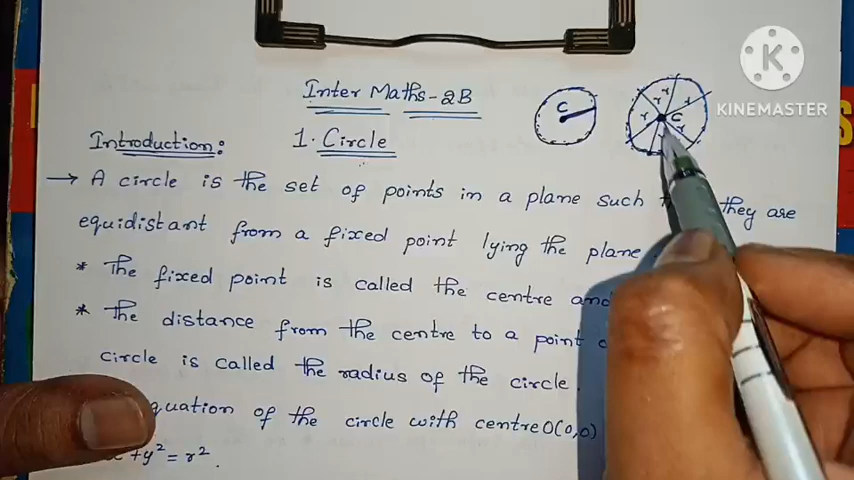 Inter Maths-2B
1. Circle
Introduction:
→ A circle is the set of points in a plane such they are
equidistant from a fixed point lying the plane
* The fixed point is called the centre and
* The distance from the centre to a point
circle is called the radius of the circle.
equation of the circle with centre O(0,0)
+y² = r².
C
r r r r r C
K
KINEMASTER